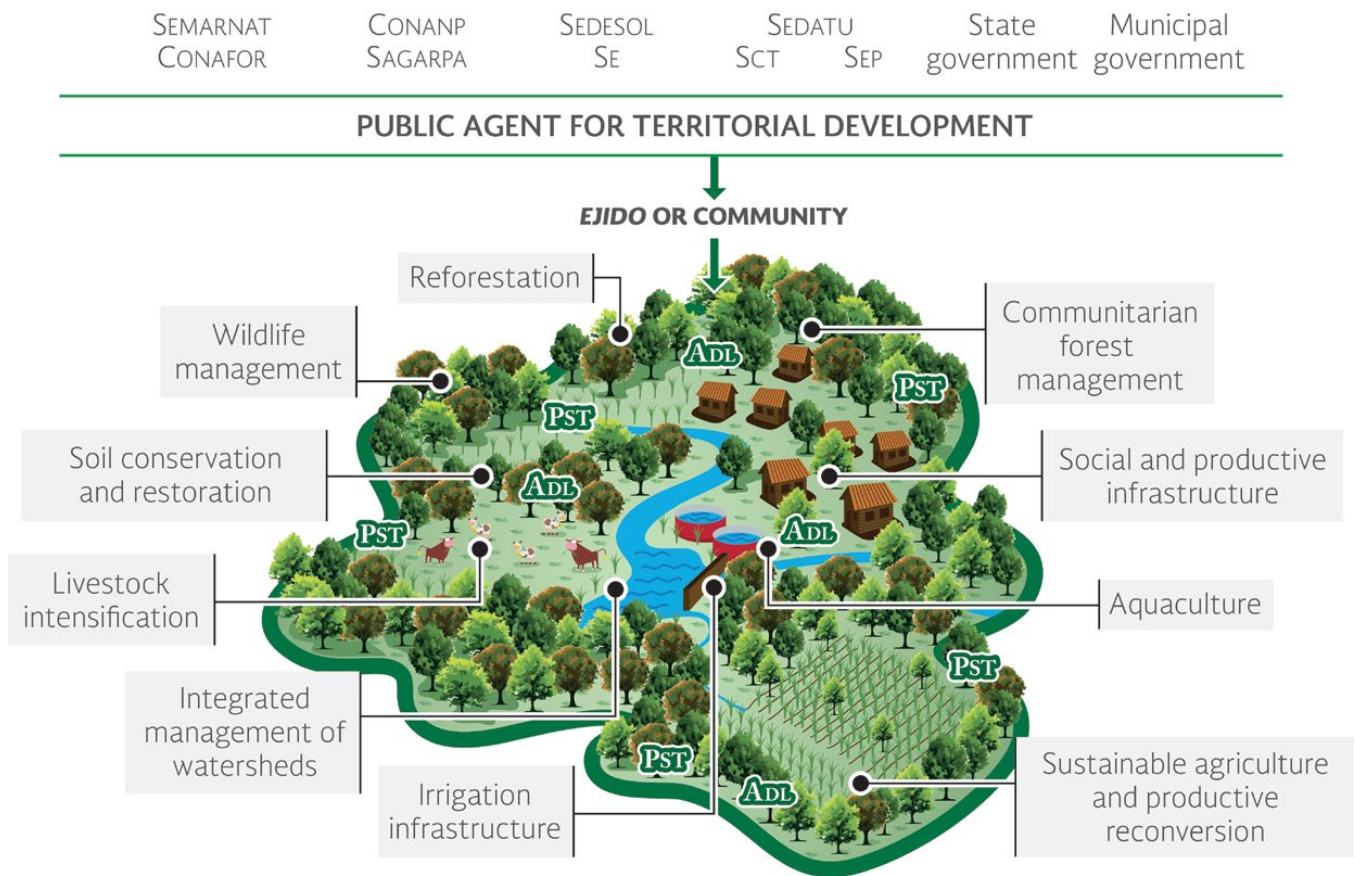 SEMARNAT
CONAFOR
CONANP
SAGARPA
SEDESOL
SE
SEDATU
SCT SEP
State
government
Municipal
government
PUBLIC AGENT FOR TERRITORIAL DEVELOPMENT
EJIDO OR COMMUNITY
Reforestation
Wildlife
management
Communitarian
forest
management
ADL
PST
PST
Soil conservation
and restoration
Social and productive
infrastructure
ADL
PST
ADL
Livestock
intensification
Aquaculture
PST
Integrated
management of
watersheds
PST
ADL
Irrigation
infrastructure
Sustainable agriculture
and productive
reconversion